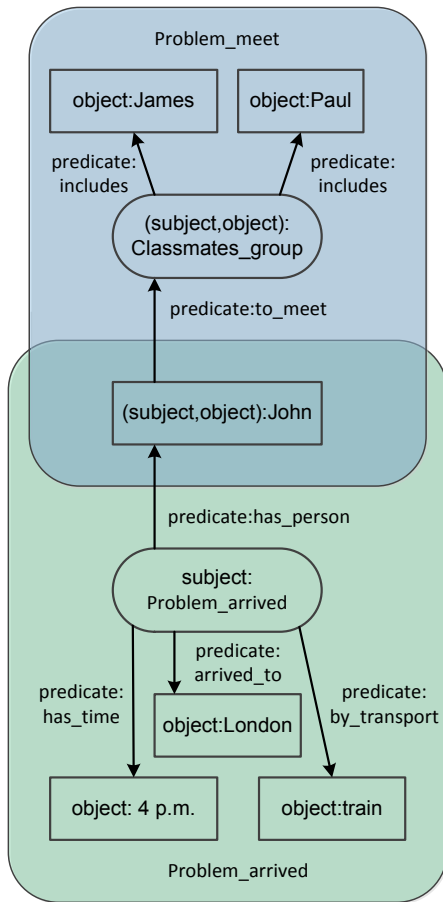 Problem_meet
object:James
object:Paul
predicate:
includes
predicate:
includes
(subject,object):
Classmates_group
predicate:to_meet
(subject,object):John
predicate:has_person
subject:
Problem_arrived
predicate:
has_time
predicate:
arrived_to
predicate:
by_transport
object:London
object: 4 p.m.
object:train
Problem_arrived